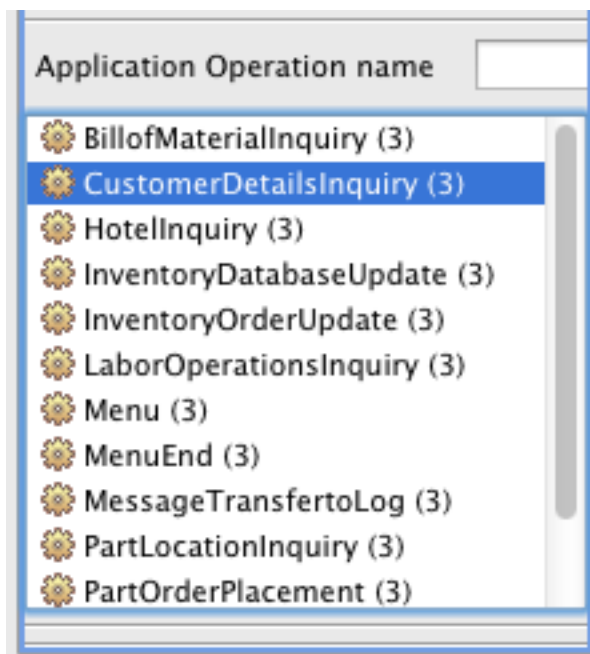 Application Operation name
BillofMaterialInquiry (3)
CustomerDetailsInquiry (3)
HotelInquiry (3)
InventoryDatabaseUpdate (3)
InventoryOrderUpdate (3)
LaborOperationsInquiry (3)
Menu (3)
MenuEnd (3)
MessageTransfertoLog (3)
PartLocationInquiry (3)
PartOrderPlacement (3)